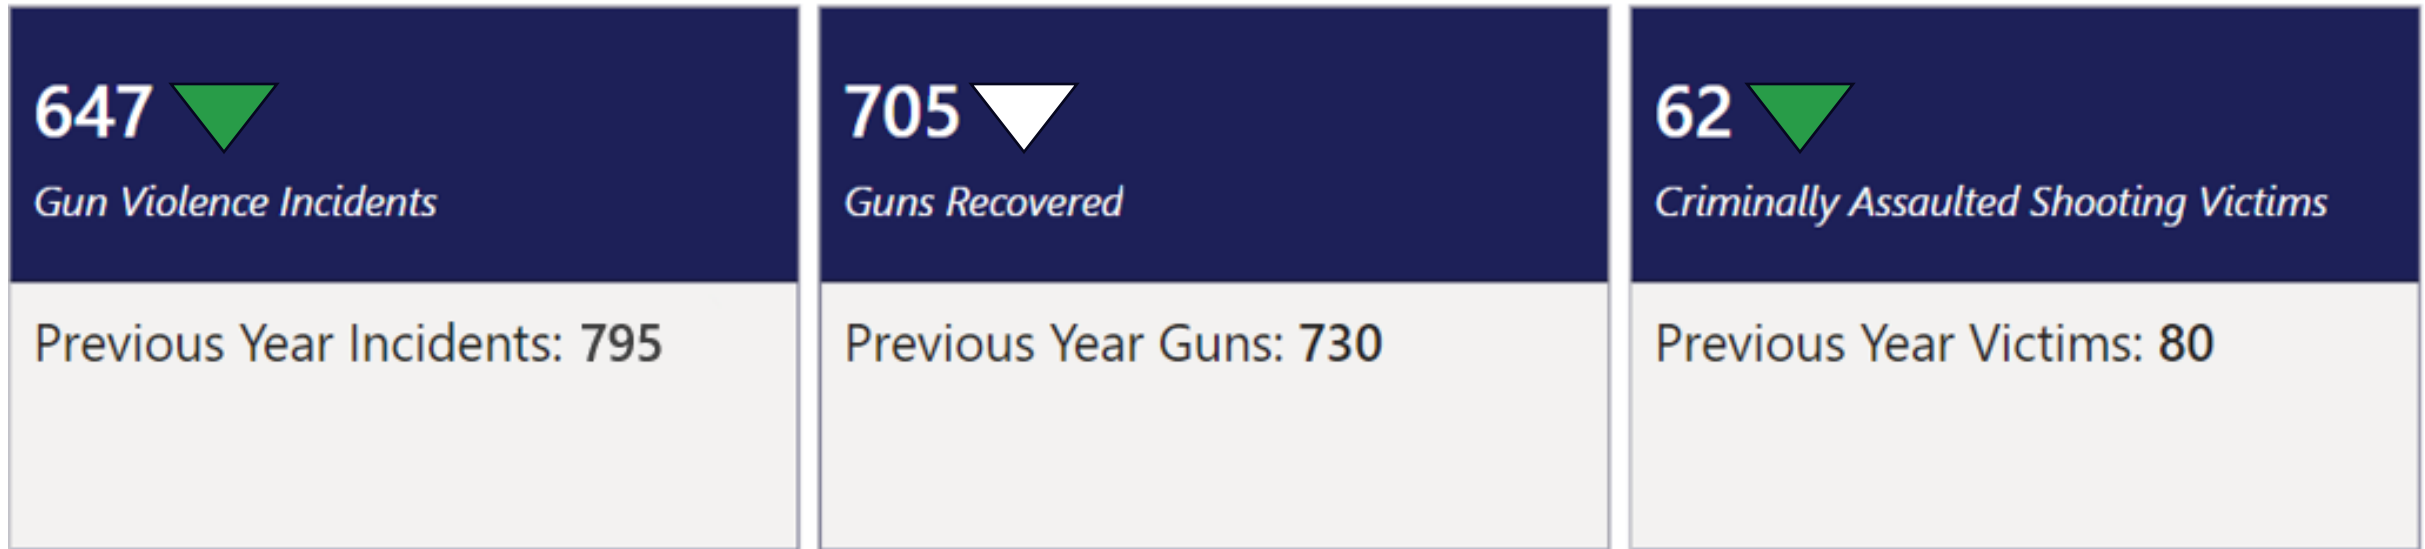 647
Gun Violence Incidents
Previous Year Incidents: 795
705
Guns Recovered
Previous Year Guns: 730
62
Criminally Assaulted Shooting Victims
Previous Year Victims: 80